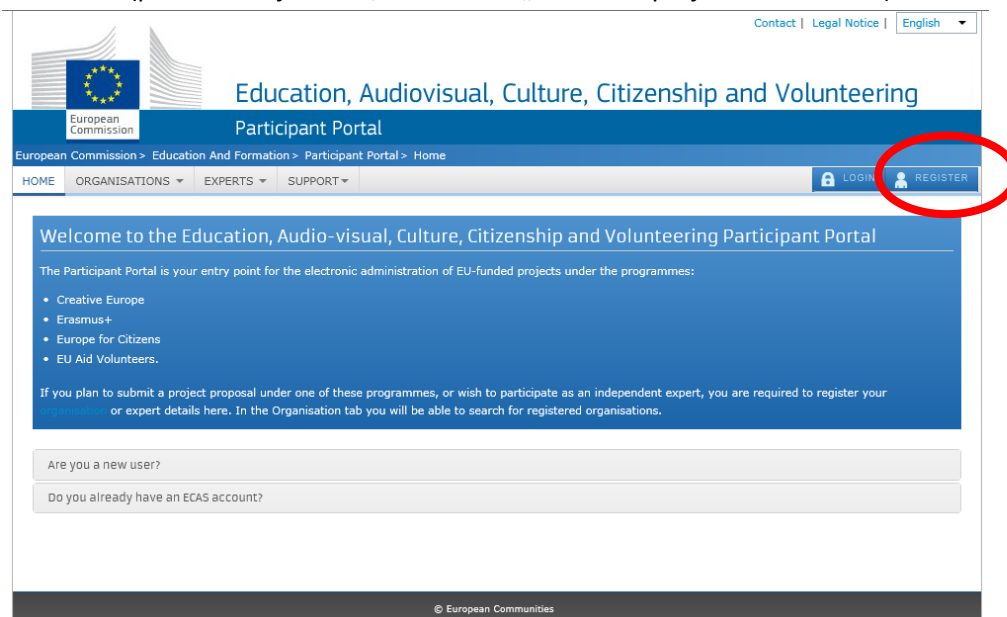 Contact | Legal Notice | English
Education, Audiovisual, Culture, Citizenship and Volunteering
European
Commission
Participant Portal
European Commission > Education And Formation > Participant Portal > Home
HOME ORGANISATIONS EXPERTS SUPPORT LOGIN REGISTER
Welcome to the Education, Audio-visual, Culture, Citizenship and Volunteering Participant Portal
The Participant Portal is your entry point for the electronic administration of EU-funded projects under the programmes:
• Creative Europe
• Erasmus+
• Europe for Citizens
• EU Aid Volunteers.
If you plan to submit a project proposal under one of these programmes, or wish to participate as an independent expert, you are required to register your
organisation or expert details here. In the Organisation tab you will be able to search for registered organisations.
Are you a new user?
Do you already have an ECAS account?
© European Communities